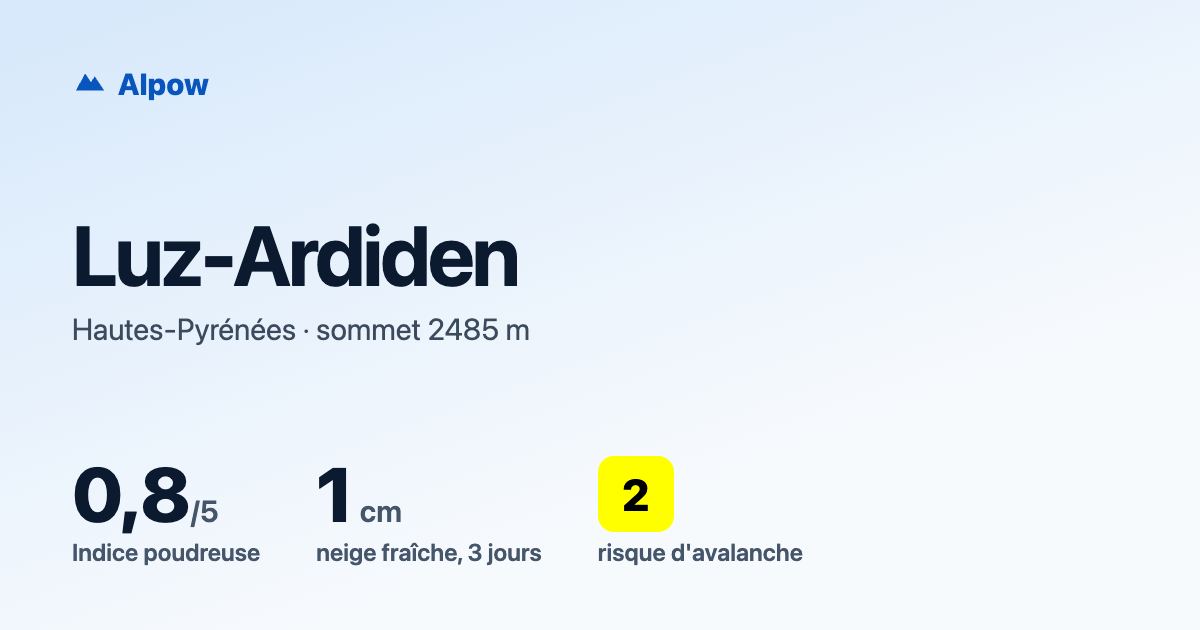 Alpow
Luz-Ardiden
Hautes-Pyrénées · sommet 2485 m
0,8/5 1 cm 2
Indice poudreuse neige fraîche, 3 jours risque d'avalanche